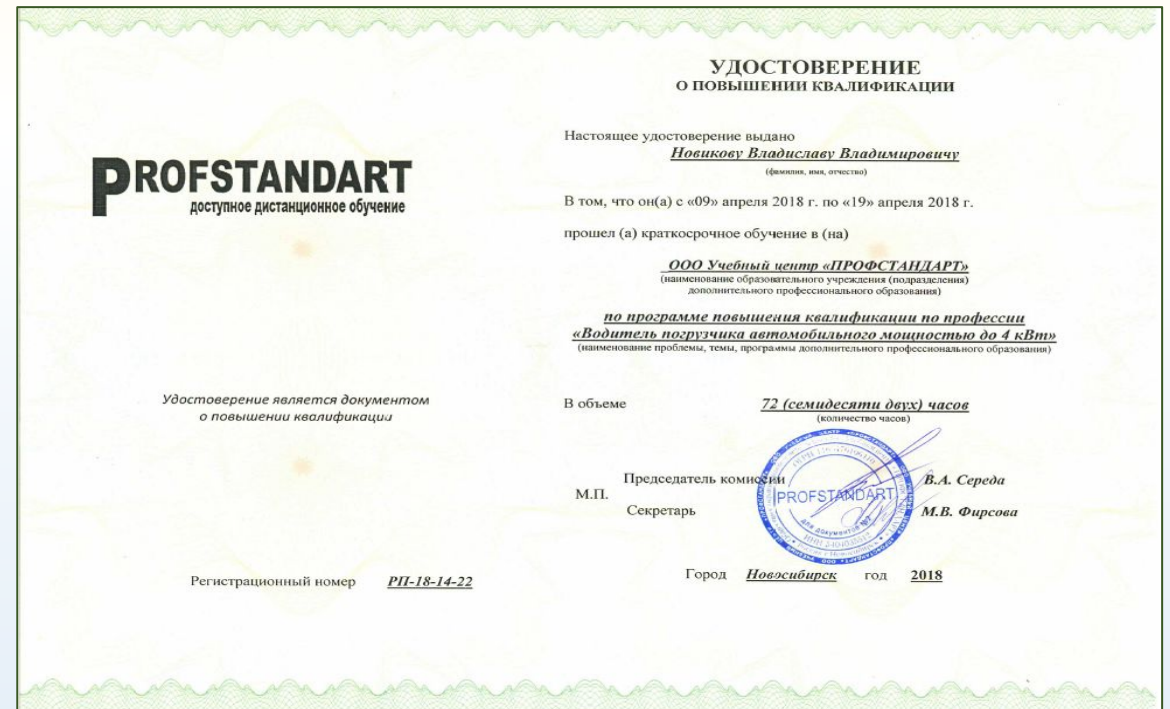 PROFSTANDART
доступное дистанционное обучение
Удостоверение является документом
о повышении квалификации
Регистрационный номер РП-18-14-22
УДОСТОВЕРЕНИЕ
О ПОВЫШЕНИИ КВАЛИФИКАЦИИ
Настоящее удостоверение выдано
Новикову Владиславу Владимировичу
(фамилия, имя, отчество)
В том, что он(а) с «09» апреля 2018 г. по «19» апреля 2018 г.
прошел (а) краткосрочное обучение в (на)
ООО Учебный центр «ПРОФСТАНДАРТ»
(наименование образовательного учреждения (подразделения)
дополнительного профессионального образования)
по программе повышения квалификации по профессии
«Водитель погрузчика автомобильного мощностью до 4 кВт»
(наименование проблемы, темы, программы дополнительного профессионального образования)
В объеме 72 (семидесяти двух) часов
(количество часов)
Председатель комиссии В.А. Середа
М.П.
Секретарь М.В. Фирсова
PROFSTANDART
для документов
Город Новосибирск год 2018